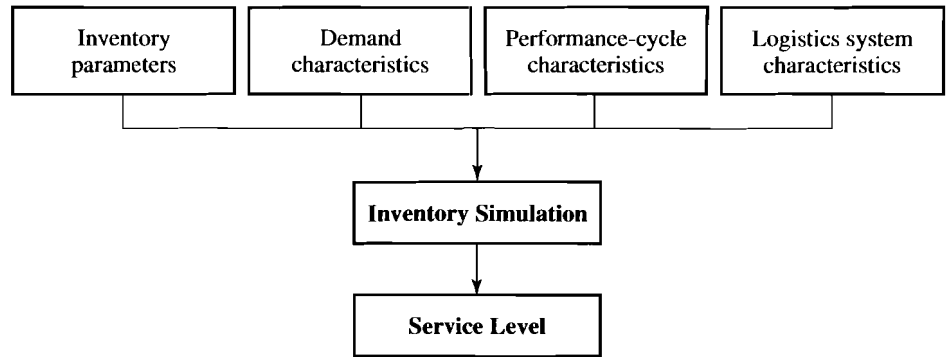 Inventory
parameters
Demand
characteristics
Performance-cycle
characteristics
Logistics system
characteristics
Inventory Simulation
Service Level